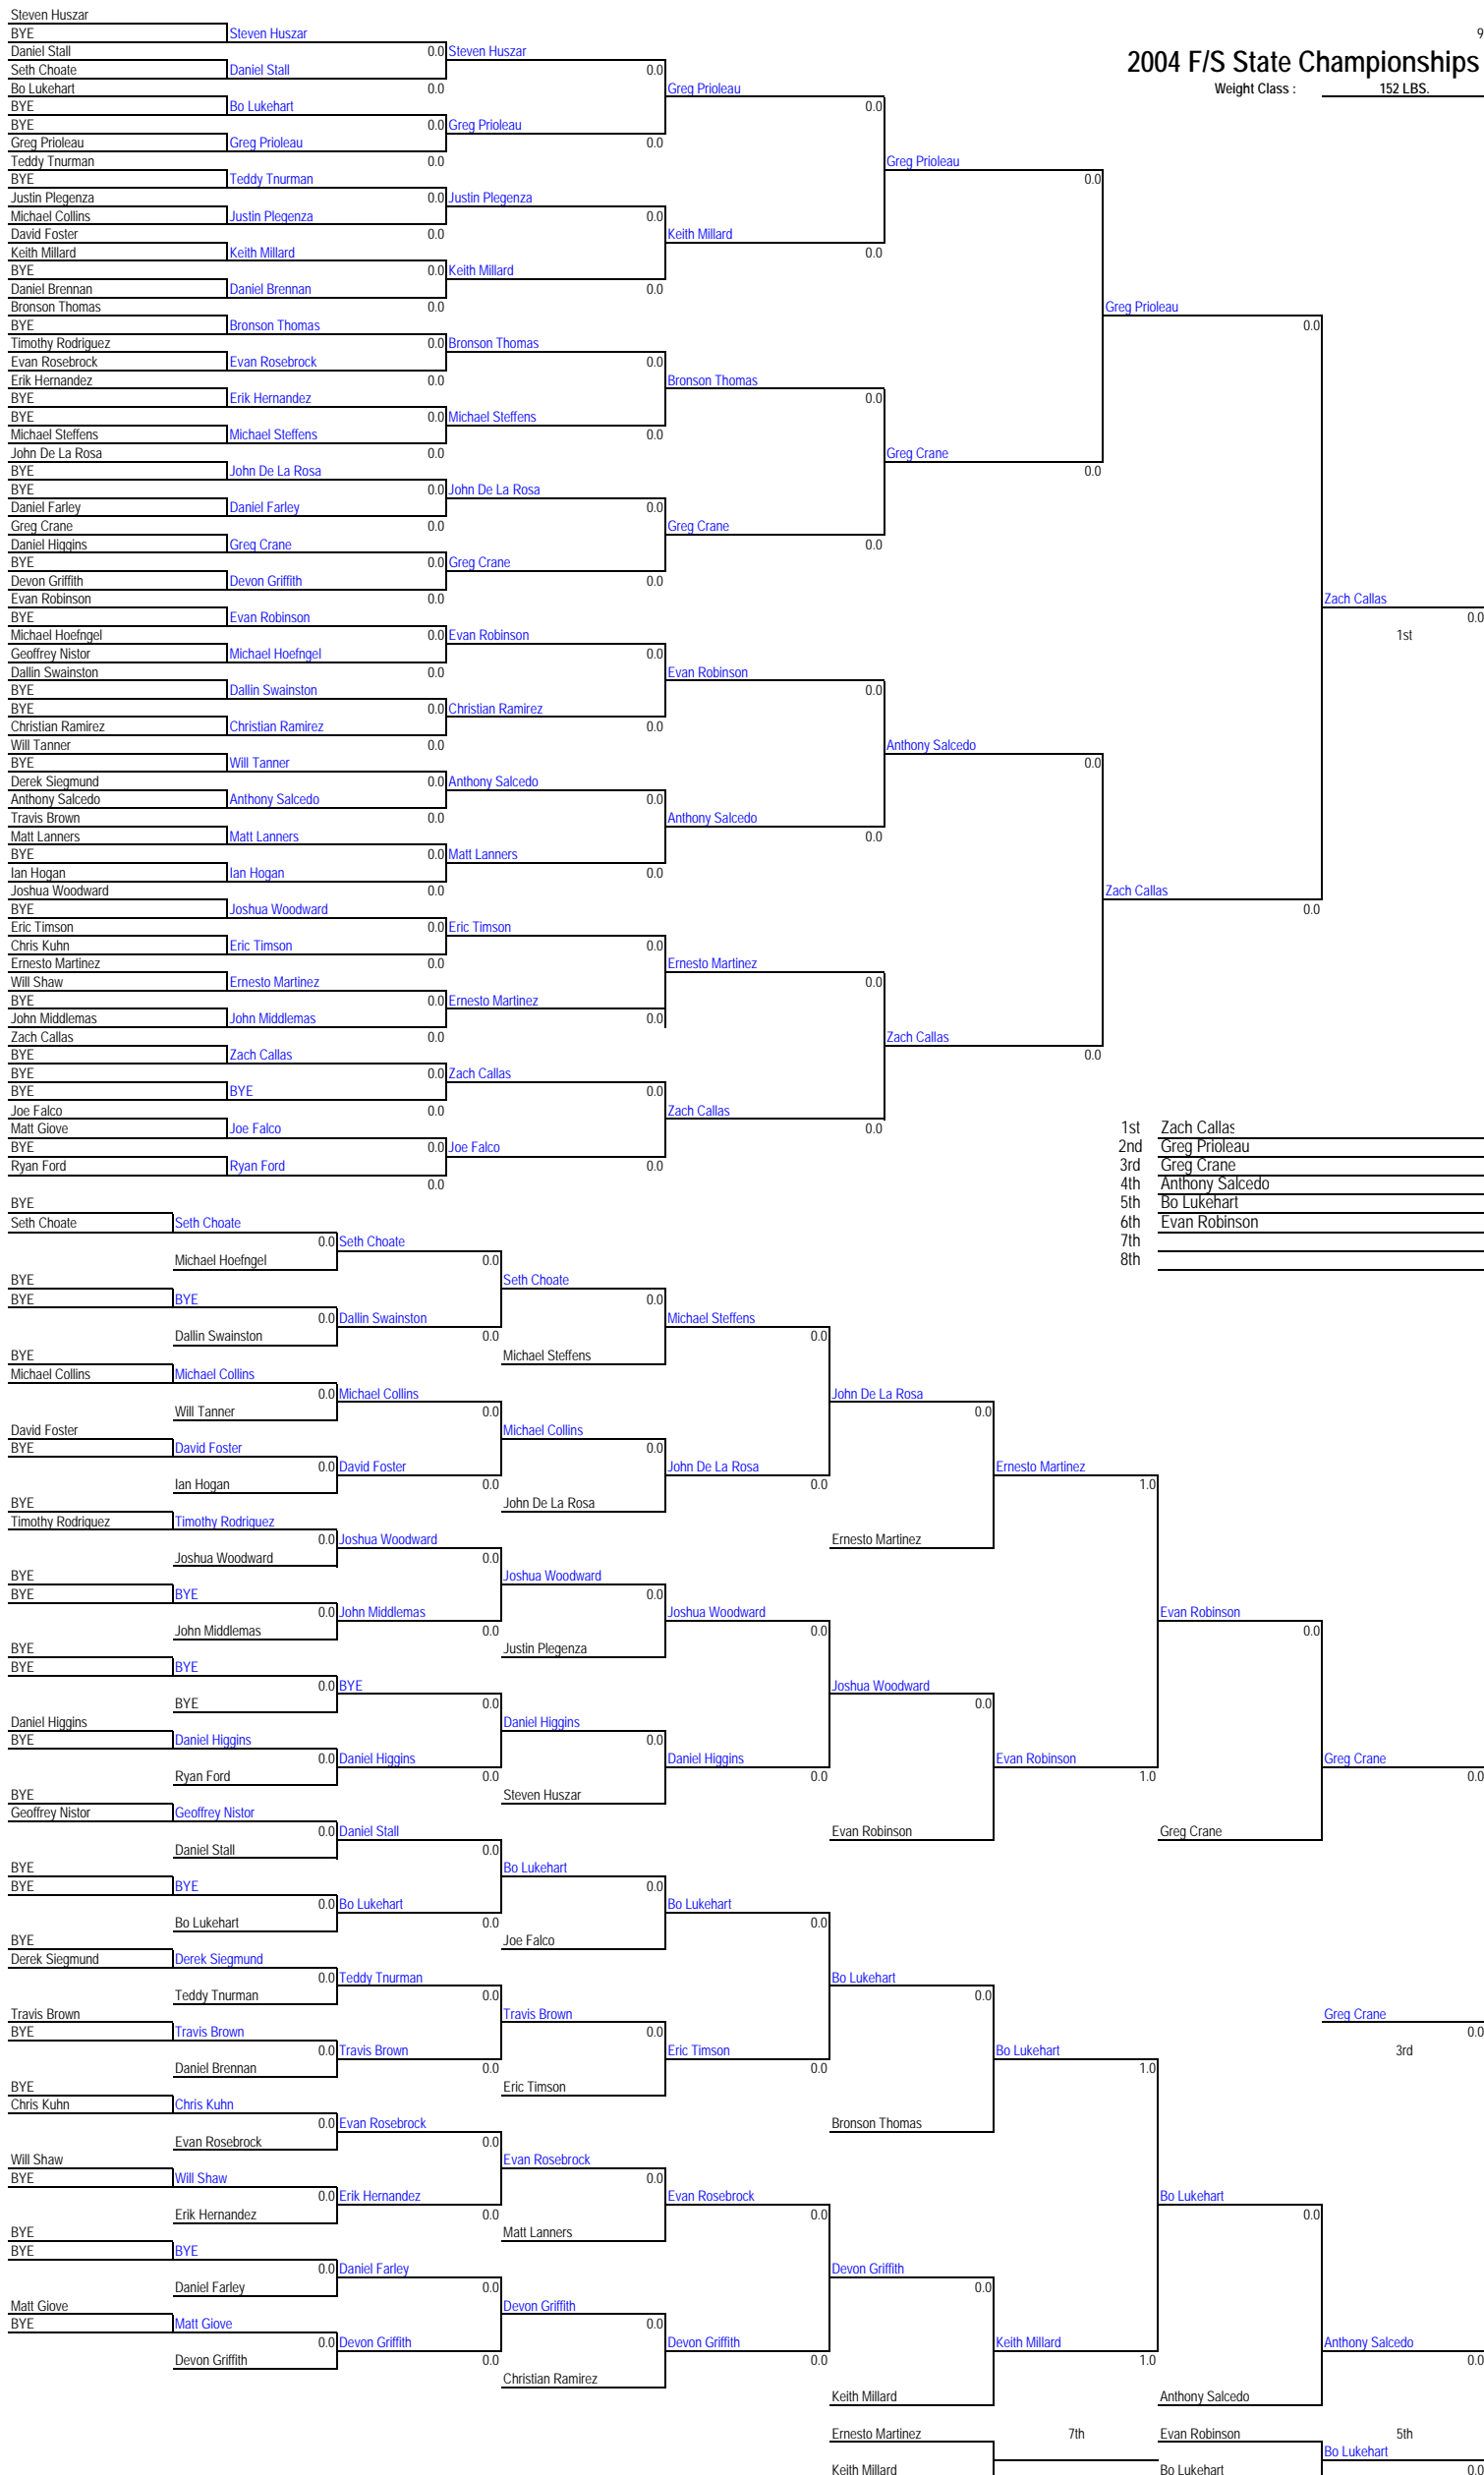 Steven Huszar
BYE Steven Huszar 9
Daniel Stall 0.0 Steven Huszar
2004 F/S State Championships
Seth Choate Daniel Stall 0.0
Bo Lukehart 0.0 Greg Prioleau Weight Class : 152 LBS.
BYE Bo Lukehart 0.0
BYE 0.0 Greg Prioleau
Greg Prioleau Greg Prioleau 0.0
Teddy Tnurman 0.0 Greg Prioleau
BYE Teddy Tnurman 0.0
Justin Plegenza 0.0 Justin Plegenza
Michael Collins Justin Plegenza 0.0
David Foster 0.0 Keith Millard
Keith Millard Keith Millard 0.0
BYE 0.0 Keith Millard
Daniel Brennan Daniel Brennan 0.0
Bronson Thomas 0.0 Greg Prioleau
BYE Bronson Thomas 0.0
Timothy Rodriguez 0.0 Bronson Thomas
Evan Rosebrock Evan Rosebrock 0.0
Erik Hernandez 0.0 Bronson Thomas
BYE Erik Hernandez 0.0
BYE 0.0 Michael Steffens
Michael Steffens Michael Steffens 0.0
John De La Rosa 0.0 Greg Crane
BYE John De La Rosa 0.0
BYE 0.0 John De La Rosa
Daniel Farley Daniel Farley 0.0
Greg Crane 0.0 Greg Crane
Daniel Higgins Greg Crane 0.0
BYE 0.0 Greg Crane
Devon Griffith Devon Griffith 0.0
Evan Robinson 0.0 Zach Callas
BYE Evan Robinson 0.0
Michael Hoefngel 0.0 Evan Robinson 1st
Geoffrey Nistor Michael Hoefngel 0.0
Dallin Swainston 0.0 Evan Robinson
BYE Dallin Swainston 0.0
BYE 0.0 Christian Ramirez
Christian Ramirez Christian Ramirez 0.0
Will Tanner 0.0 Anthony Salcedo
BYE Will Tanner 0.0
Derek Siegmund 0.0 Anthony Salcedo
Anthony Salcedo Anthony Salcedo 0.0
Travis Brown 0.0 Anthony Salcedo
Matt Lanners Matt Lanners 0.0
BYE 0.0 Matt Lanners
Ian Hogan Ian Hogan 0.0
Joshua Woodward 0.0 Zach Callas
BYE Joshua Woodward 0.0
Eric Timson 0.0 Eric Timson
Chris Kuhn Eric Timson 0.0
Ernesto Martinez 0.0 Ernesto Martinez
Will Shaw Ernesto Martinez 0.0
BYE 0.0 Ernesto Martinez
John Middlemas John Middlemas 0.0
Zach Callas 0.0 Zach Callas
BYE Zach Callas 0.0
BYE 0.0 Zach Callas
BYE BYE 0.0
Joe Falco 0.0 Zach Callas
Matt Giove Joe Falco 0.0 1st Zach Callas
BYE 0.0 Joe Falco 2nd Greg Prioleau
Ryan Ford Ryan Ford 0.0 3rd Greg Crane
0.0 4th Anthony Salcedo
BYE 5th Bo Lukehart
Seth Choate Seth Choate 6th Evan Robinson
0.0 Seth Choate 7th
Michael Hoefngel 0.0 8th
BYE Seth Choate
BYE BYE 0.0
0.0 Dallin Swainston Michael Steffens
Dallin Swainston 0.0 0.0
BYE Michael Steffens
Michael Collins Michael Collins
0.0 Michael Collins John De La Rosa
Will Tanner 0.0 0.0
David Foster Michael Collins
BYE David Foster 0.0
0.0 David Foster John De La Rosa Ernesto Martinez
Ian Hogan 0.0 0.0 1.0
BYE John De La Rosa
Timothy Rodriguez Timothy Rodriguez
0.0 Joshua Woodward Ernesto Martinez
Joshua Woodward 0.0
BYE Joshua Woodward
BYE BYE 0.0
0.0 John Middlemas Joshua Woodward Evan Robinson
John Middlemas 0.0 0.0 0.0
BYE Justin Plegenza
BYE BYE
0.0 BYE Joshua Woodward
BYE 0.0 0.0
Daniel Higgins Daniel Higgins
BYE Daniel Higgins 0.0
0.0 Daniel Higgins Daniel Higgins Evan Robinson Greg Crane
Ryan Ford 0.0 0.0 1.0 0.0
BYE Steven Huszar
Geoffrey Nistor Geoffrey Nistor
0.0 Daniel Stall Evan Robinson Greg Crane
Daniel Stall 0.0
BYE Bo Lukehart
BYE BYE 0.0
0.0 Bo Lukehart Bo Lukehart
Bo Lukehart 0.0 0.0
BYE Joe Falco
Derek Siegmund Derek Siegmund
0.0 Teddy Tnurman Bo Lukehart
Teddy Tnurman 0.0 0.0
Travis Brown Travis Brown Greg Crane
BYE Travis Brown 0.0 0.0
0.0 Travis Brown Eric Timson Bo Lukehart 3rd
Daniel Brennan 0.0 0.0 1.0
BYE Eric Timson
Chris Kuhn Chris Kuhn
0.0 Evan Rosebrock Bronson Thomas
Evan Rosebrock 0.0
Will Shaw Evan Rosebrock
BYE Will Shaw 0.0
0.0 Erik Hernandez Evan Rosebrock Bo Lukehart
Erik Hernandez 0.0 0.0 0.0
BYE Matt Lanners
BYE BYE
0.0 Daniel Farley Devon Griffith
Daniel Farley 0.0 0.0
Matt Giove Devon Griffith
BYE Matt Giove 0.0
0.0 Devon Griffith Devon Griffith Keith Millard Anthony Salcedo
Devon Griffith 0.0 0.0 1.0 0.0
Christian Ramirez
Keith Millard Anthony Salcedo
Ernesto Martinez 7th Evan Robinson 5th
Bo Lukehart
Keith Millard Bo Lukehart 0.0